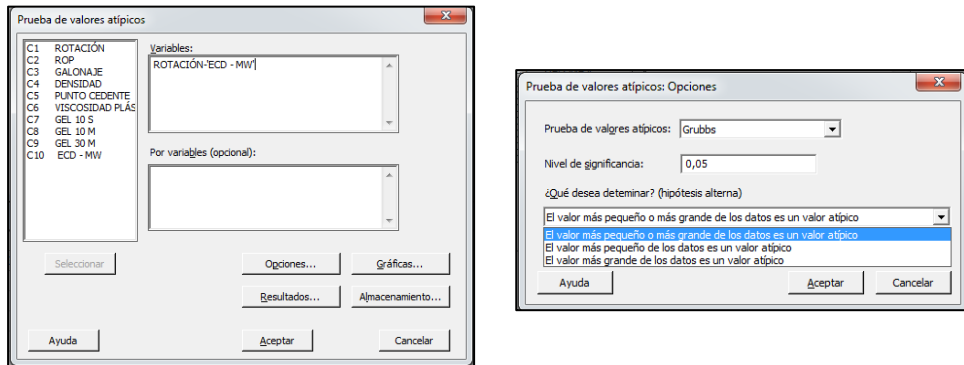 Prueba de valores atípicos
C1 ROTACIÓN
C2 ROP
C3 GALONAJE
C4 DENSIDAD
C5 PUNTO CEDENTE
C6 VISCOSIDAD PLÁS
C7 GEL 10 S
C8 GEL 10 M
C9 GEL 30 M
C10 ECD - MW
Variables:
ROTACIÓN-'ECD - MW'
Por variables (opcional):
Seleccionar
Opciones...
Gráficas...
Resultados...
Almacenamiento...
Ayuda
Aceptar
Cancelar
Prueba de valores atípicos: Opciones
Prueba de valores atípicos: Grubbs
Nivel de significancia: 0,05
¿Qué desea deteminar? (hipótesis alterna)
El valor más pequeño o más grande de los datos es un valor atípico
El valor más pequeño o más grande de los datos es un valor atípico
El valor más pequeño de los datos es un valor atípico
El valor más grande de los datos es un valor atípico
Ayuda
Aceptar
Cancelar